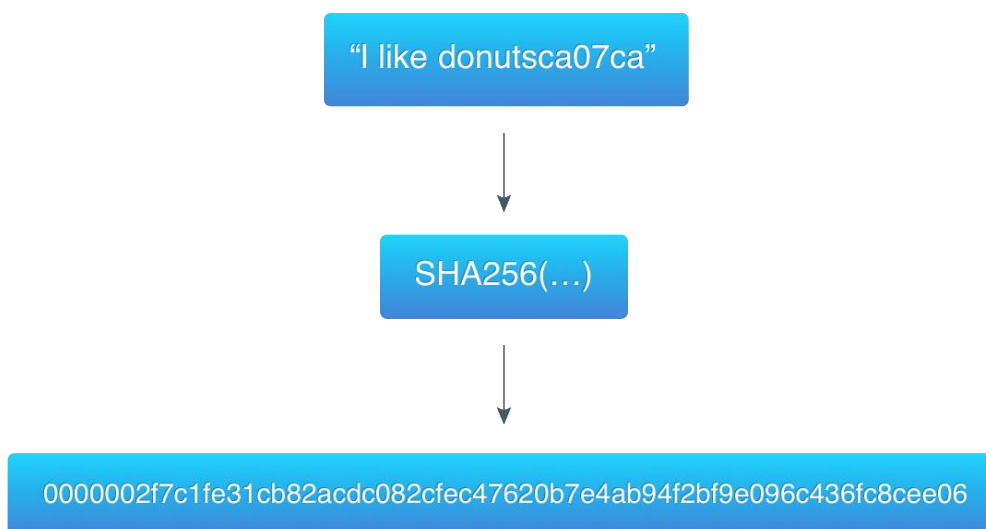 “I like donutsca07ca”
SHA256(…)
0000002f7c1fe31cb82acdc082cfec47620b7e4ab94f2bf9e096c436fc8cee06